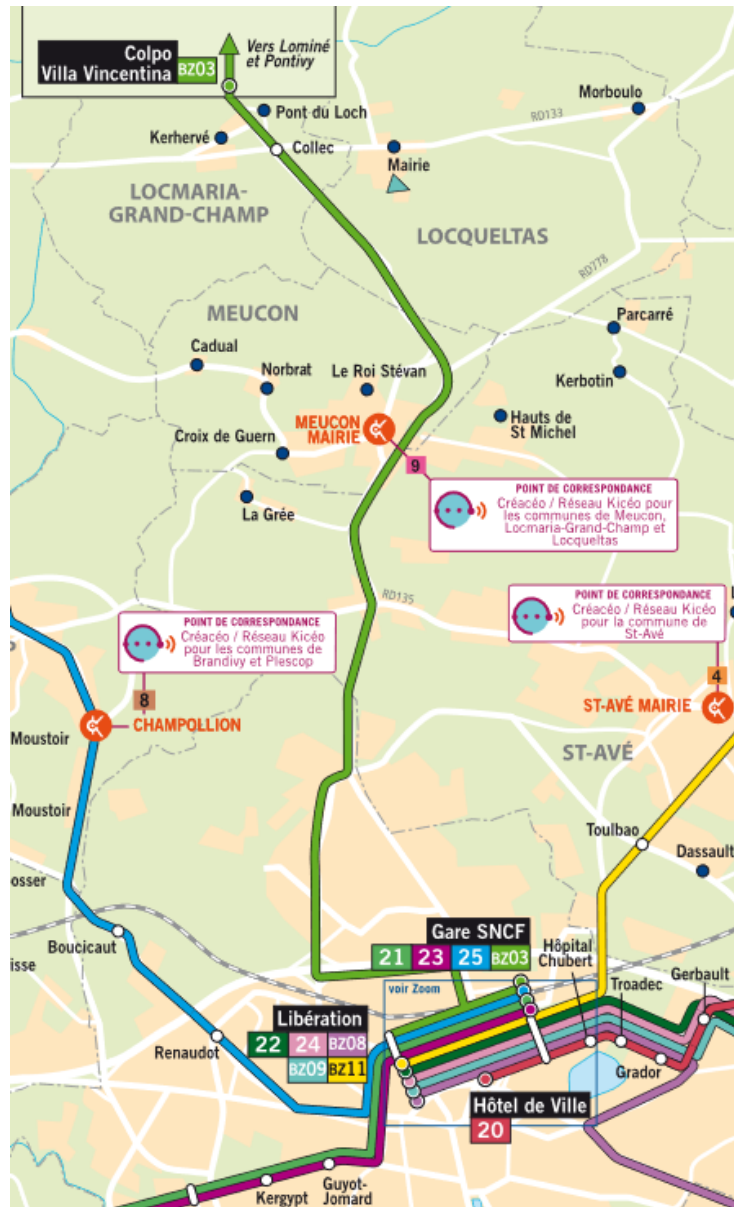 Colpo
Villa Vincentina
BZ03
Vers Lominé
et Pontivy
Morboulo
Pont du Loch
RD133
Kerhervé
Collec
Mairie
LOCMARIA-
GRAND-CHAMP
LOCQUELTAS
RD778
MEUCON
Parcarré
Cadual
Norbrat
Le Roi Stévan
Kerbotin
MEUCON
MAIRIE
Hauts de
St Michel
Croix de Guern
9
La Grée
POINT DE CORRESPONDANCE
Créacéo / Réseau Kicéo pour
les communes de Meucon,
Locmaria-Grand-Champ et
Locqueltas
RD135
POINT DE CORRESPONDANCE
Créacéo / Réseau Kicéo
pour la commune de
St-Avé
L
POINT DE CORRESPONDANCE
Créacéo / Réseau Kicéo
pour les communes de
Brandivy et Plescop
4
8
ST-AVÉ MAIRIE
CHAMPOLLION
Moustoir
ST-AVÉ
Moustoir
Toulbao
Dassault
osser
Gare SNCF
21 23 25 BZ03
Boucicaut
Hôpital
Chubert
isse
Troadec
Gerbault
voir Zoom
Libération
22 24 BZ08
BZ09 BZ11
Renaudot
Grador
Hôtel de Ville
20
Kergypt
Guyot-
Jomard